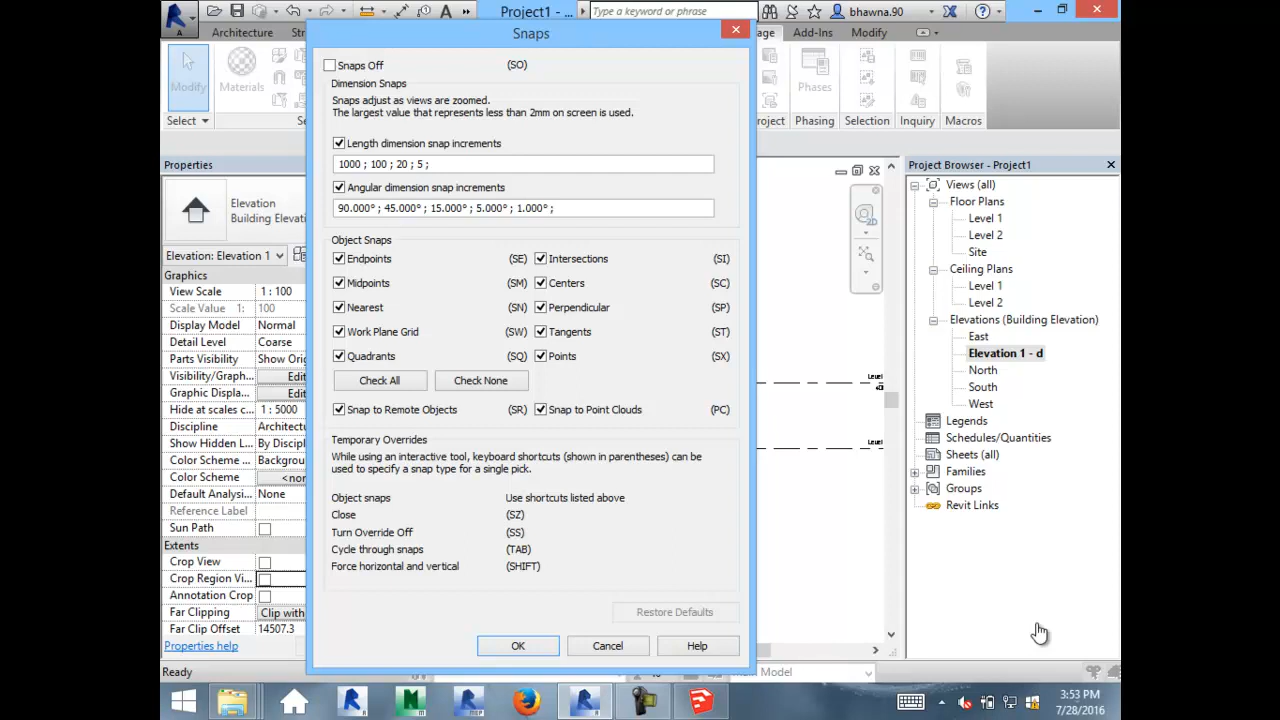 Project1 - ...
Type a keyword or phrase
bhawna.90
Architecture
Add-Ins
Modify
Snaps
Modify
Materials
Phases
Select
Phasing
Selection
Inquiry
Macros
Snaps Off (SO)
Dimension Snaps
Snaps adjust as views are zoomed.
The largest value that represents less than 2mm on screen is used.
Length dimension snap increments
1000 ; 100 ; 20 ; 5 ;
Angular dimension snap increments
90.000° ; 45.000° ; 15.000° ; 5.000° ; 1.000° ;
Object Snaps
Endpoints (SE) Intersections (SI)
Midpoints (SM) Centers (SC)
Nearest (SN) Perpendicular (SP)
Work Plane Grid (SW) Tangents (ST)
Quadrants (SQ) Points (SX)
Check All Check None
Snap to Remote Objects (SR) Snap to Point Clouds (PC)
Temporary Overrides
While using an interactive tool, keyboard shortcuts (shown in parentheses) can be
used to specify a snap type for a single pick.
Object snaps Use shortcuts listed above
Close (SZ)
Turn Override Off (SS)
Cycle through snaps (TAB)
Force horizontal and vertical (SHIFT)
Restore Defaults
OK Cancel Help
Properties
Elevation
Building Elevati
Elevation: Elevation 1
Graphics
View Scale 1 : 100
Scale Value 1: 100
Display Model Normal
Detail Level Coarse
Parts Visibility Show Orig
Visibility/Graph... Edit
Graphic Displa... Edit
Hide at scales c... 1 : 5000
Discipline Architectu
Show Hidden L... By Discipl
Color Scheme ... Backgrou
Color Scheme <nor
Default Analysi... None
Reference Label
Sun Path
Extents
Crop View
Crop Region Vi...
Annotation Crop
Far Clipping Clip with
Far Clip Offset 14507.3
Properties help
Ready
Level
Level
Main Model
Project Browser - Project1
Views (all)
Floor Plans
Level 1
Level 2
Site
Ceiling Plans
Level 1
Level 2
Elevations (Building Elevation)
East
Elevation 1 - d
North
South
West
Legends
Schedules/Quantities
Sheets (all)
Families
Groups
Revit Links
3:53 PM
7/28/2016